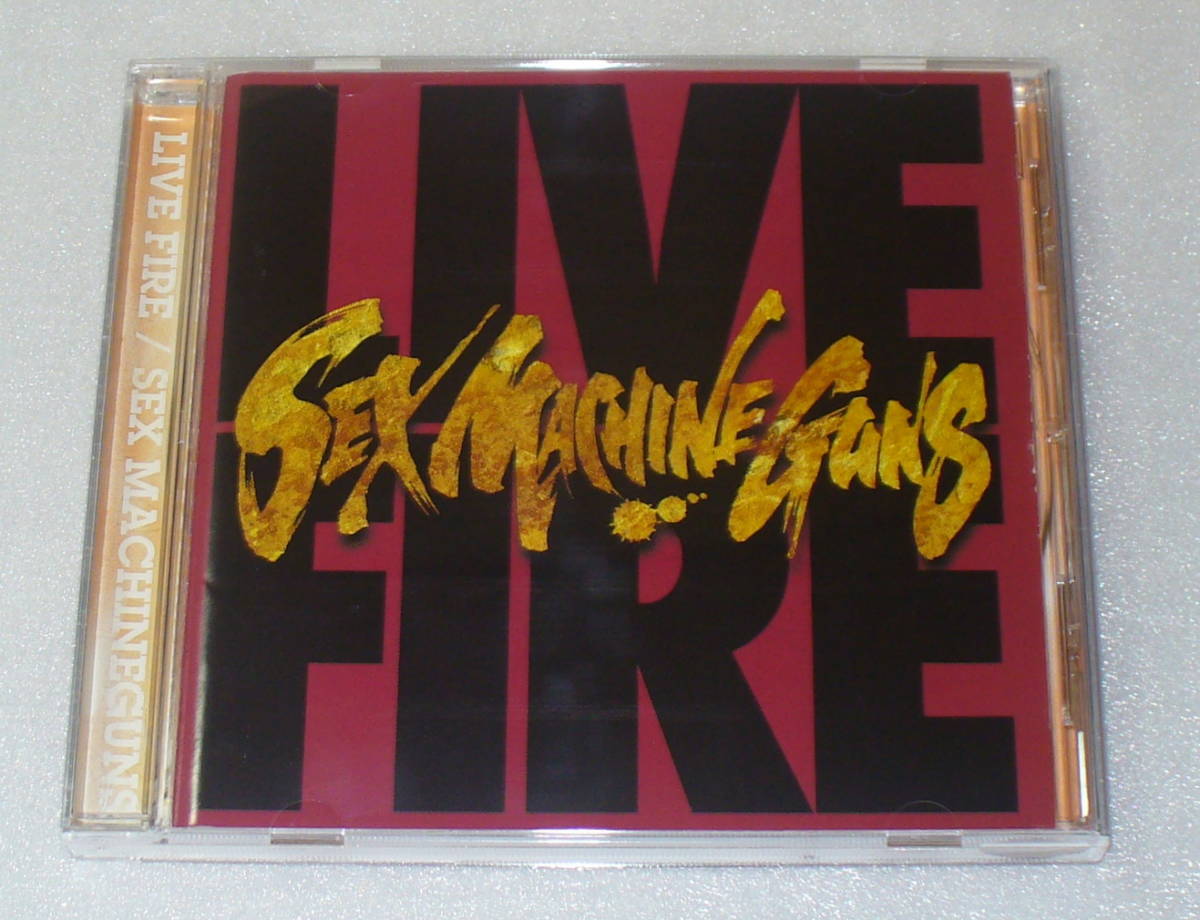 LIVE FIRE / SEX MACHINEGUNS
LIVE
SEX MACHINEGUNS
FIRE